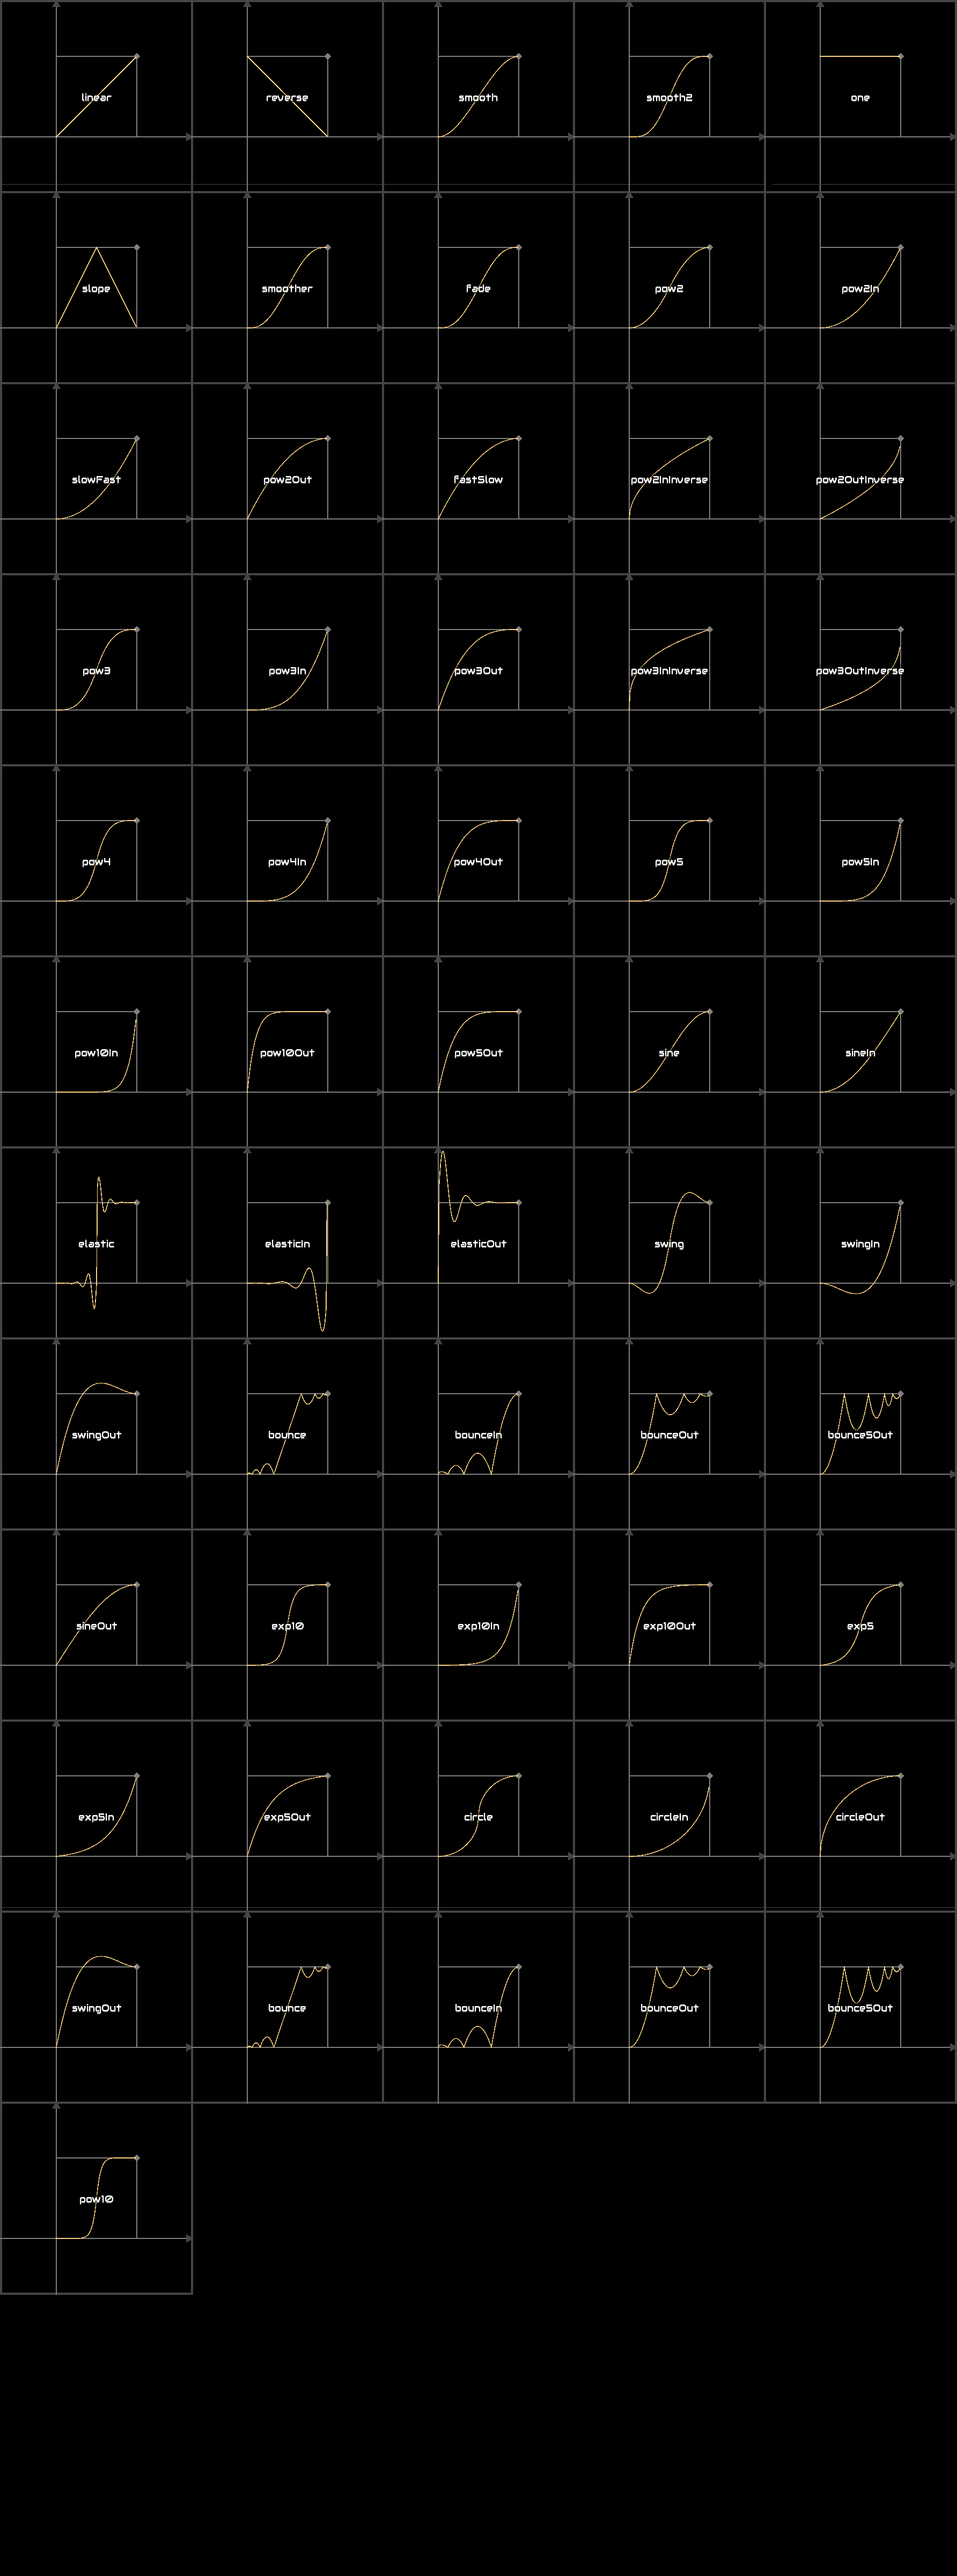 linear reverse smooth smooth2 one
slope smoother fade pow2 pow2In
slowFast pow2Out fastSlow pow2InInverse pow2OutInverse
pow3 pow3In pow3Out pow3InInverse pow3OutInverse
pow4 pow4In pow4Out pow5 pow5In
pow10In pow10Out pow5Out sine sineIn
elastic elasticIn elasticOut swing swingIn
swingOut bounce bounceIn bounceOut bounce5Out
sineOut exp10 exp10In exp10Out exp5
exp5In exp5Out circle circleIn circleOut
swingOut bounce bounceIn bounceOut bounce5Out
pow10